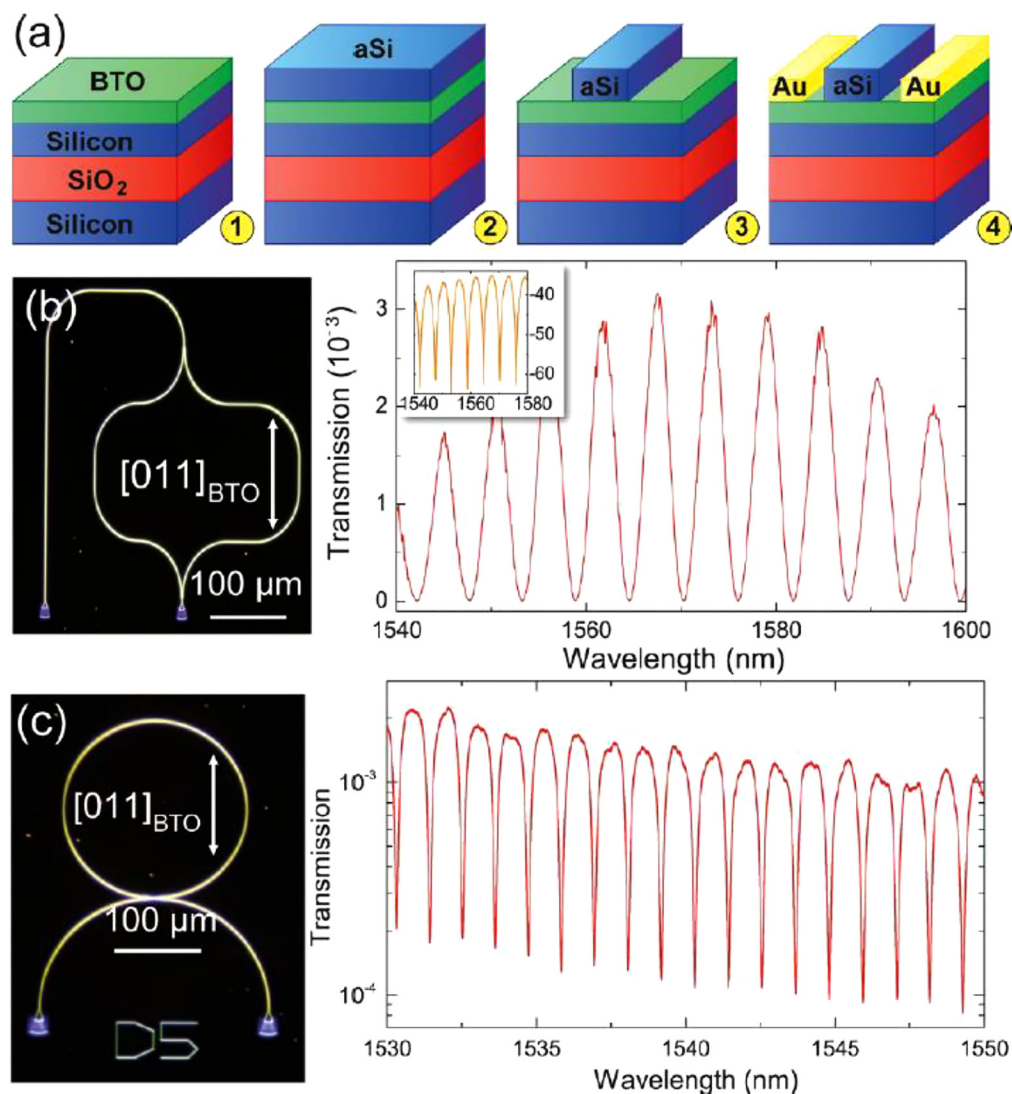 (a)
BTO
Silicon
SiO₂
Silicon
1
aSi
2
aSi
3
Au
aSi
Au
4
(b)
[011]BTO
100 µm
Transmission (10⁻³)
3
2
1
0
1540
1560
1580
1600
Wavelength (nm)
-40
-50
-60
1540
1560
1580
(c)
[011]BTO
100 µm
D5
Transmission
10⁻³
10⁻⁴
1530
1535
1540
1545
1550
Wavelength (nm)